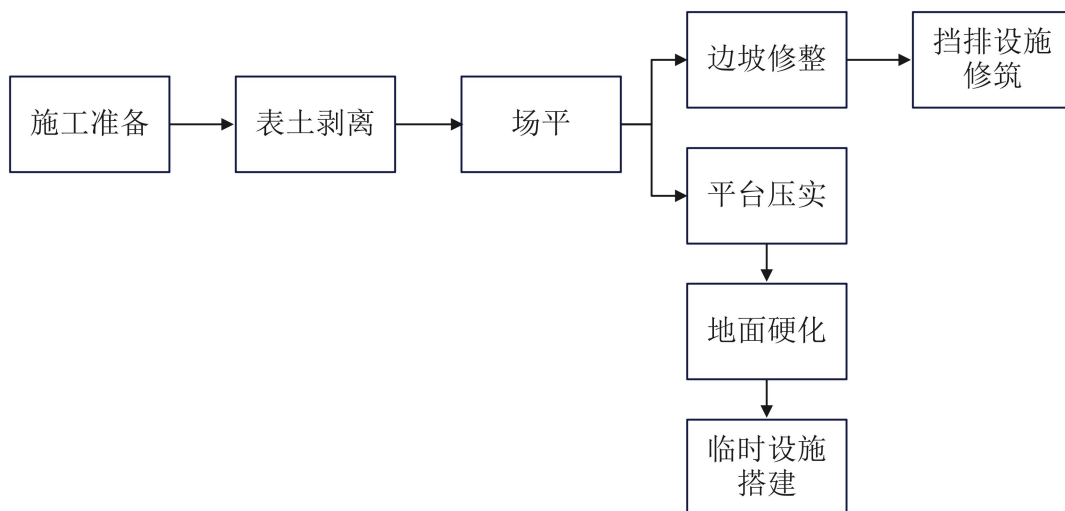 施工准备
表土剥离
场平
边坡修整
挡排设施
修筑
平台压实
地面硬化
临时设施
搭建